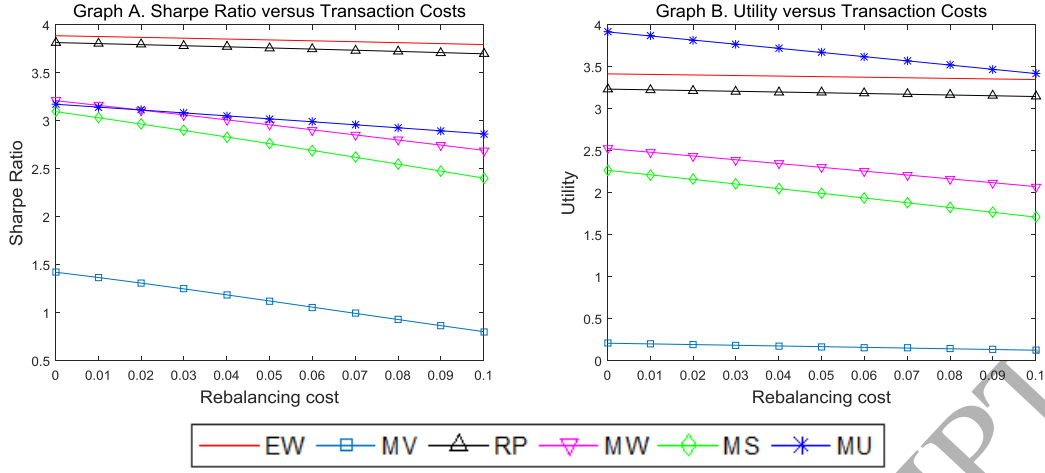 Graph A. Sharpe Ratio versus Transaction Costs
4
3.5
3
2.5
2
1.5
1
0.5
Sharpe Ratio
0 0.01 0.02 0.03 0.04 0.05 0.06 0.07 0.08 0.09 0.1
Rebalancing cost
Graph B. Utility versus Transaction Costs
4
3.5
3
2.5
2
1.5
1
0.5
0
Utility
0 0.01 0.02 0.03 0.04 0.05 0.06 0.07 0.08 0.09 0.1
Rebalancing cost
EW MV RP MW MS MU
IPT